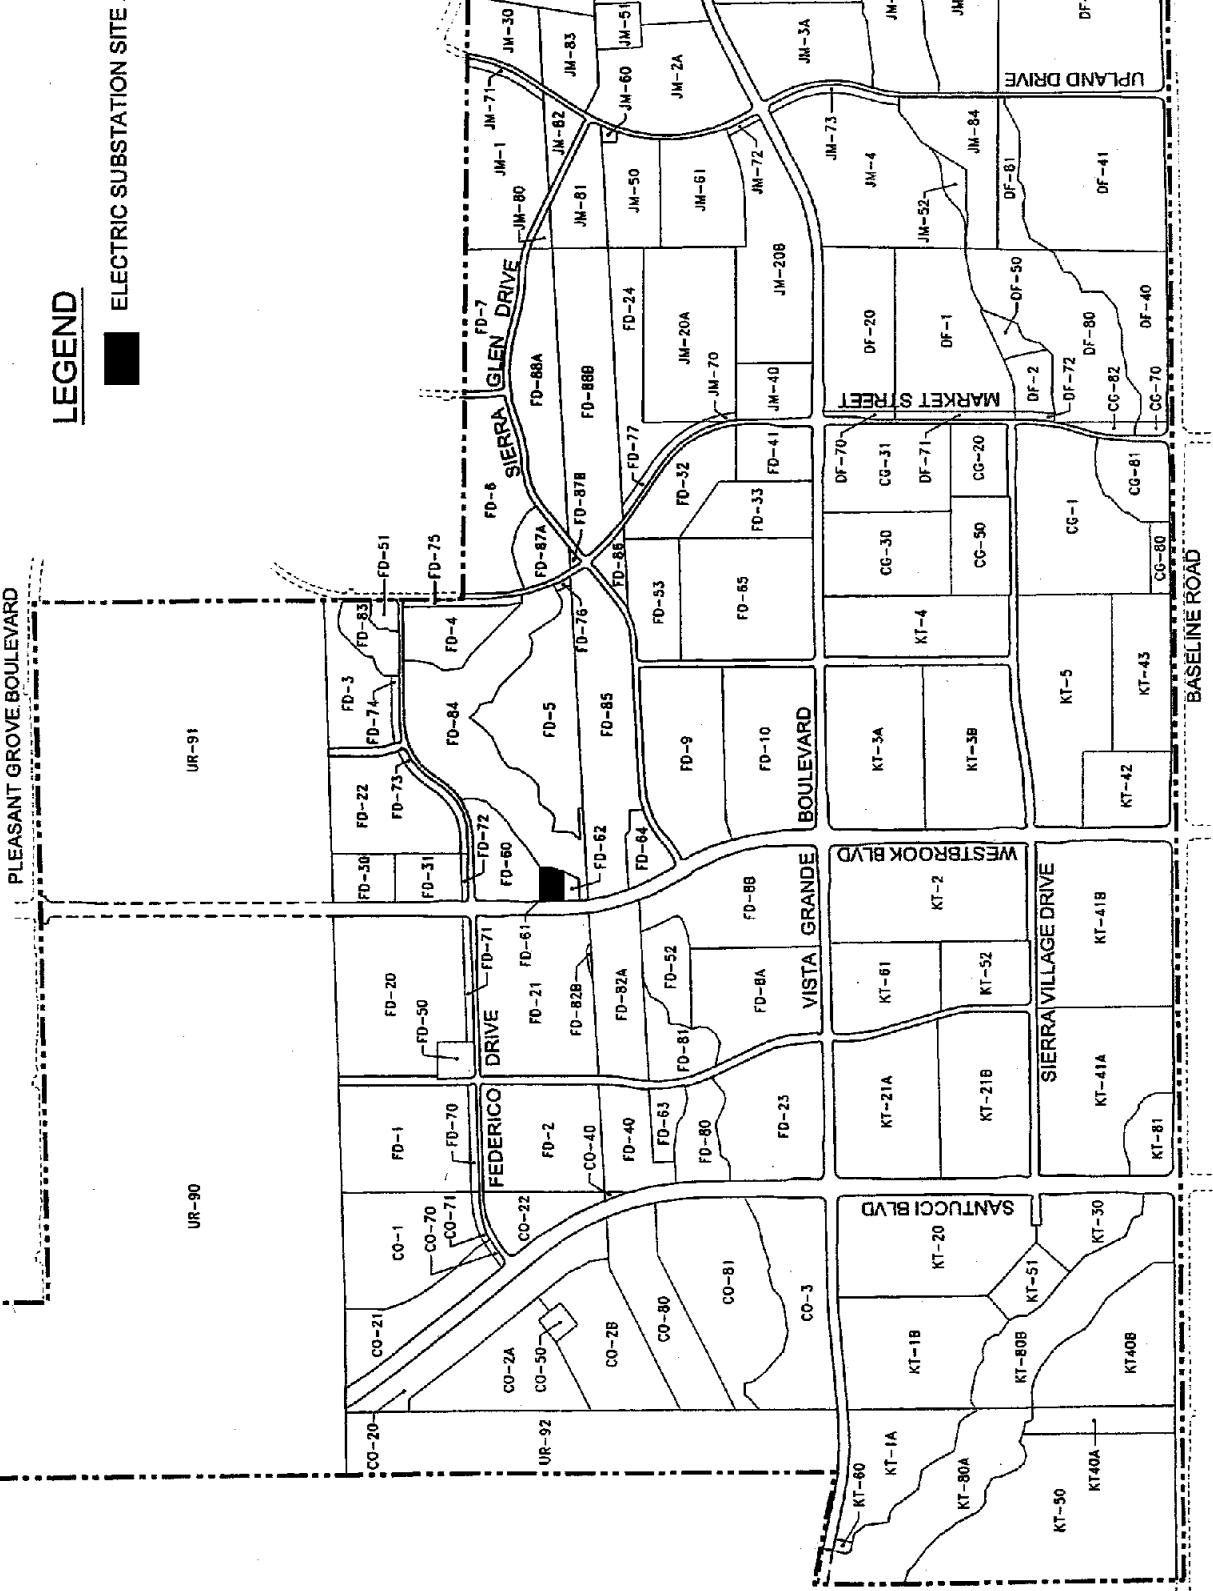 LEGEND
ELECTRIC SUBSTATION SITE
PLEASANT GROVE BOULEVARD
UR-91
UR-90
UR-92
JM-30
JM-83
JM-51
JM-71
JM-60
JM-2A
JM-3A
JM-
JM
DF-
UPLAND DRIVE
JM-1
JM-82
JM-80
JM-81
JM-50
JM-61
JM-72
JM-73
JM-4
JM-84
JM-52
DF-81
DF-41
FD-7
SIERRA GLEN DRIVE
FD-88A
FD-88B
FD-24
JM-20A
JM-20B
JM-70
JM-40
DF-20
DF-1
DF-50
DF-80
DF-40
DF-2
DF-72
CG-82
CG-70
MARKET STREET
FD-6
FD-87A
FD-87B
FD-77
FD-32
FD-41
FD-33
FD-86
FD-76
FD-53
FD-65
DF-70
CG-31
DF-71
CG-20
CG-30
CG-50
CG-1
CG-81
CG-80
BASELINE ROAD
FD-51
FD-75
FD-83
FD-4
FD-3
FD-74
FD-84
FD-5
FD-85
FD-9
FD-10
KT-4
KT-5
KT-43
KT-3A
KT-3B
KT-42
FD-22
FD-73
FD-72
FD-30
FD-31
FD-60
FD-62
FD-64
FD-61
VISTA GRANDE BOULEVARD
WESTBROOK BLVD
FD-8B
KT-2
KT-41B
FD-20
FD-71
FD-50
FD-21
FD-82B
FD-82A
FD-52
FD-8A
FD-81
KT-61
KT-52
SIERRA VILLAGE DRIVE
FEDERICO DRIVE
FD-1
FD-70
FD-2
FD-40
FD-63
FD-80
FD-23
KT-21A
KT-21B
KT-41A
KT-81
CO-40
CO-1
CO-70
CO-71
CO-22
SANTUCCI BLVD
KT-20
KT-30
KT-51
CO-21
CO-2A
CO-50
CO-2B
CO-80
CO-81
CO-3
KT-1B
KT-80B
KT40B
CO-20
KT-1A
KT-60
KT-80A
KT-50
KT40A